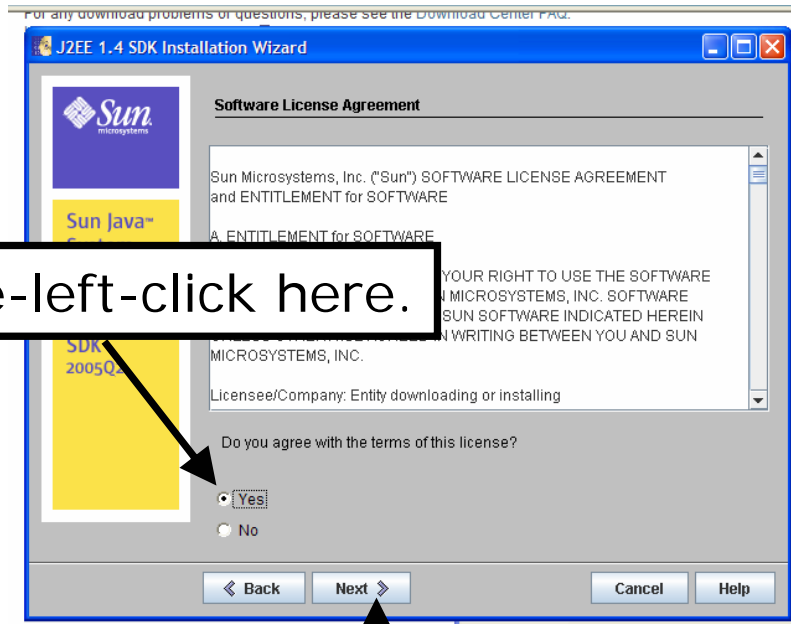 For any download problems or questions, please see the Download Center FAQ.
J2EE 1.4 SDK Installation Wizard
Sun
microsystems
Sun Java™
SDK
2005Q2
Software License Agreement
Sun Microsystems, Inc. ("Sun") SOFTWARE LICENSE AGREEMENT
and ENTITLEMENT for SOFTWARE
A. ENTITLEMENT for SOFTWARE
YOUR RIGHT TO USE THE SOFTWARE
MICROSYSTEMS, INC. SOFTWARE
SUN SOFTWARE INDICATED HEREIN
IN WRITING BETWEEN YOU AND SUN
MICROSYSTEMS, INC.
Licensee/Company: Entity downloading or installing
-left-click here.
Do you agree with the terms of this license?
Yes
No
Back
Next
Cancel
Help